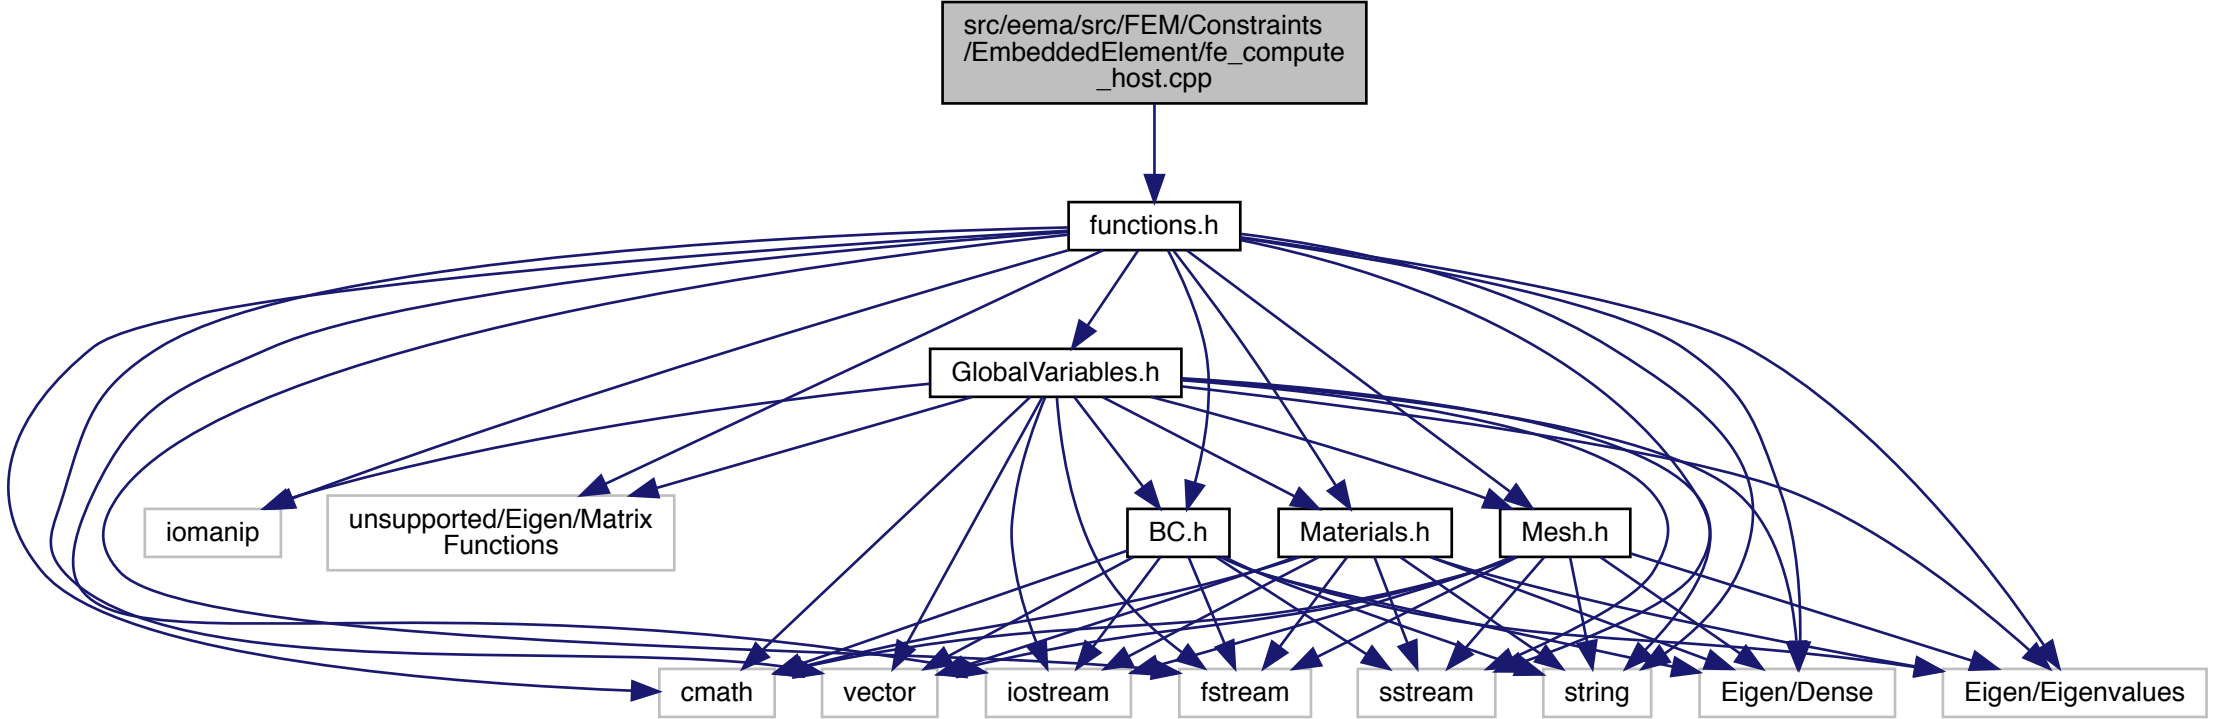 src/eema/src/FEM/Constraints
/EmbeddedElement/fe_compute
_host.cpp
functions.h
GlobalVariables.h
iomanip
unsupported/Eigen/Matrix
Functions
BC.h
Materials.h
Mesh.h
cmath
vector
iostream
fstream
sstream
string
Eigen/Dense
Eigen/Eigenvalues